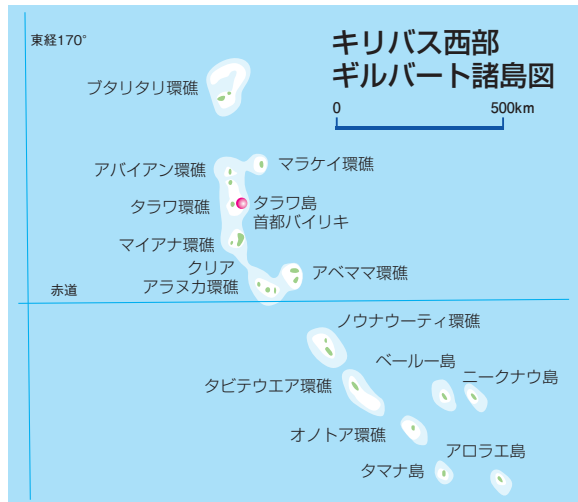 東経170°
キリバス西部
ギルバート諸島図
0 500km
ブタリタリ環礁
アバイアン環礁
マラケイ環礁
タラワ環礁
タラワ島
首都バイリキ
マイアナ環礁
クリア
アラヌカ環礁
アベママ環礁
赤道
ノウナウーティ環礁
ベールー島
ニークナウ島
タビテウエア環礁
オノトア環礁
アロラエ島
タマナ島